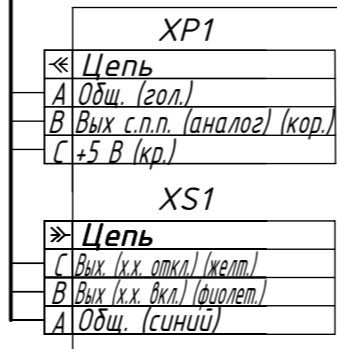 XP1
Цепь
A Общ. (гол.)
B Вых с.п.п. (аналог) (кор.)
C +5 В (кр.)
XS1
Цепь
C Вых. (х.х. откл.) (желт.)
B Вых (х.х. вкл.) (фиолет.)
A Общ. (синий)